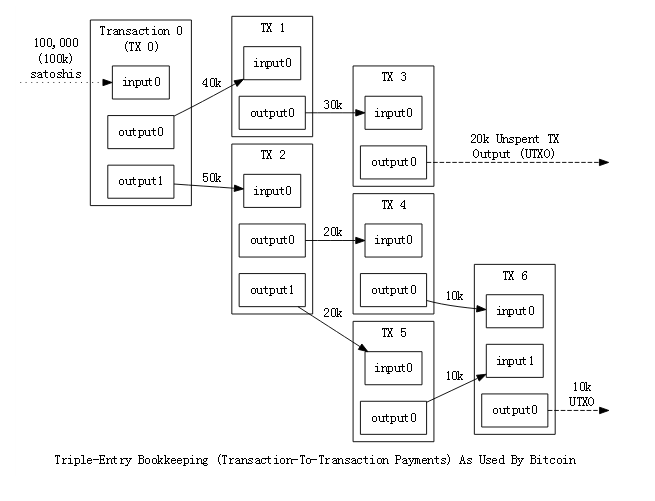 100,000
(100k)
satoshis
Transaction 0
(TX 0)
input0
output0
output1
40k
50k
TX 1
input0
output0
30k
TX 2
input0
output0
output1
20k
20k
TX 3
input0
output0
20k Unspent TX
Output (UTXO)
TX 4
input0
output0
10k
TX 5
input0
output0
10k
TX 6
input0
input1
output0
10k
UTXO
Triple-Entry Bookkeeping (Transaction-To-Transaction Payments) As Used By Bitcoin